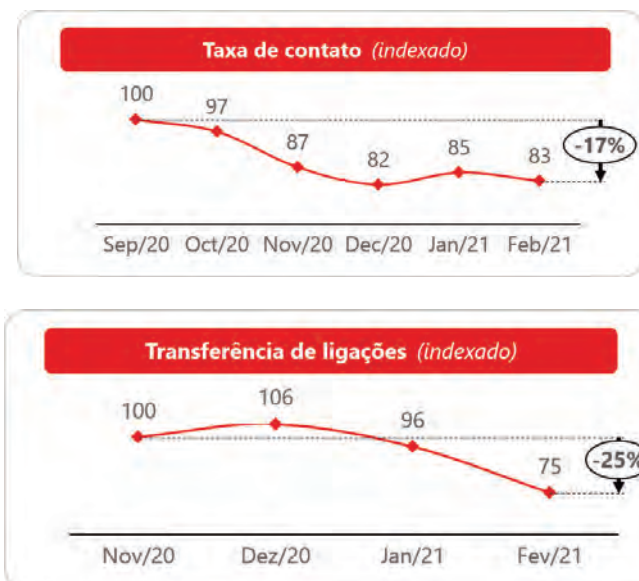 Taxa de contato (indexado)
100 97 87 82 85 83 -17%
Sep/20 Oct/20 Nov/20 Dec/20 Jan/21 Feb/21
Transferência de ligações (indexado)
100 106 96 75 -25%
Nov/20 Dez/20 Jan/21 Fev/21